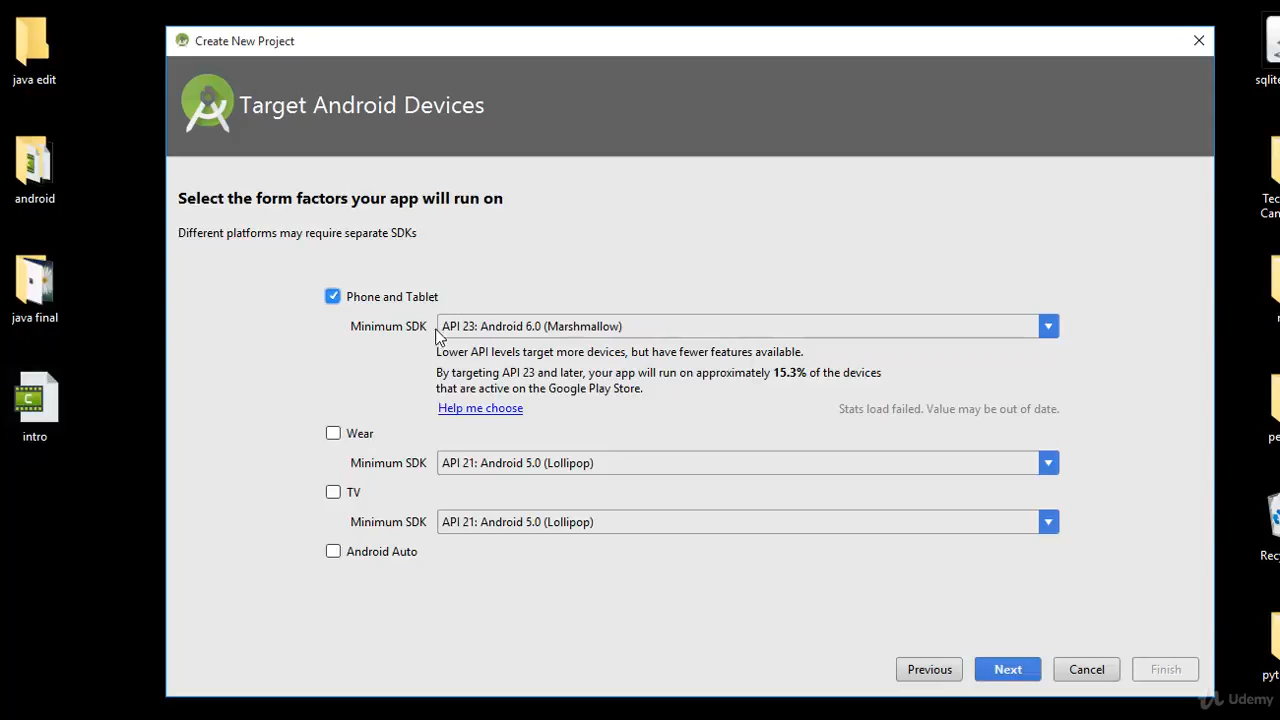 Create New Project
Target Android Devices
Select the form factors your app will run on
Different platforms may require separate SDKs
Phone and Tablet
Minimum SDK API 23: Android 6.0 (Marshmallow)
Lower API levels target more devices, but have fewer features available.
By targeting API 23 and later, your app will run on approximately 15.3% of the devices
that are active on the Google Play Store.
Help me choose Stats load failed. Value may be out of date.
Wear
Minimum SDK API 21: Android 5.0 (Lollipop)
TV
Minimum SDK API 21: Android 5.0 (Lollipop)
Android Auto
Previous Next Cancel Finish
java edit
android
java final
C
intro
Udemy